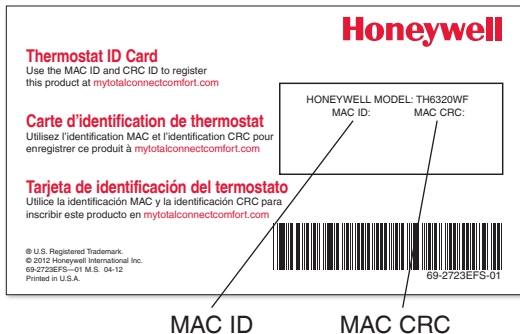 Honeywell
Thermostat ID Card
Use the MAC ID and CRC ID to register
this product at mytotalconnectcomfort.com
HONEYWELL MODEL: TH6320WF
MAC ID: MAC CRC:
Carte d'identification de thermostat
Utilisez l'identification MAC et l'identification CRC pour
enregistrer ce produit à mytotalconnectcomfort.com
Tarjeta de identificación del termostato
Utilice la identificación MAC y la identificación CRC para
inscribir este producto en mytotalconnectcomfort.com
® U.S. Registered Trademark.
© 2012 Honeywell International Inc.
69-2723EFS—01 M.S. 04-12
Printed in U.S.A.
69-2723EFS-01
MAC ID MAC CRC